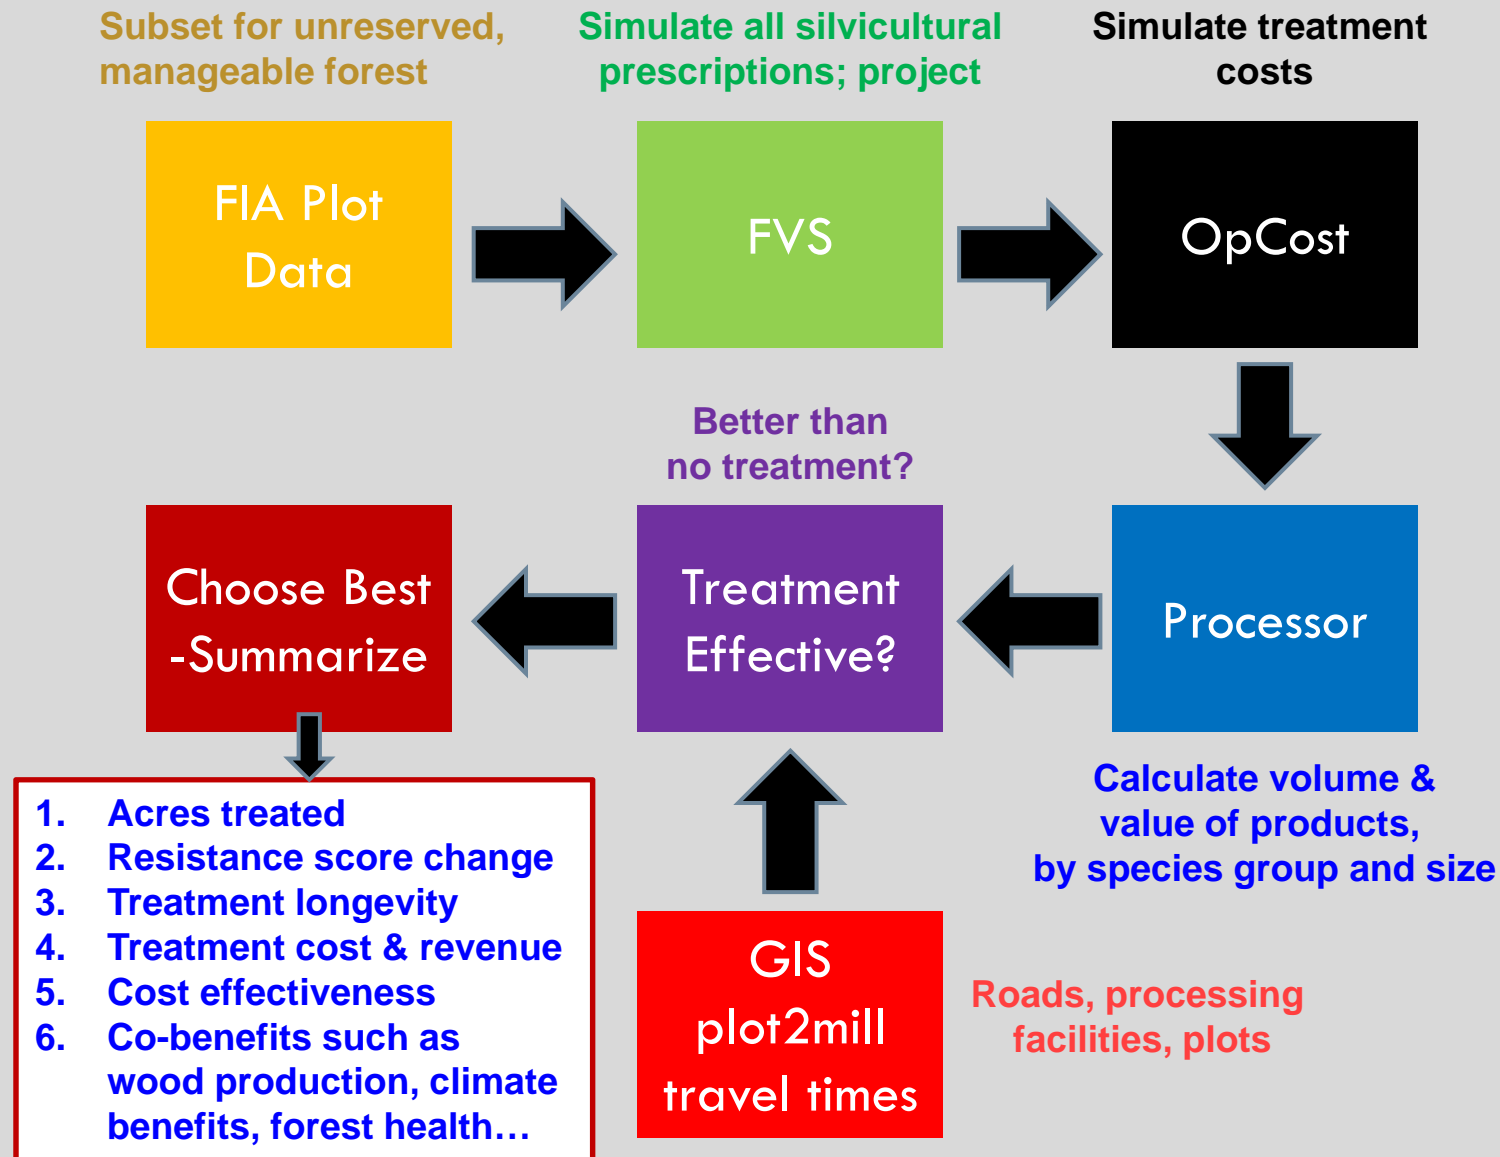 Subset for unreserved,
manageable forest
Simulate all silvicultural
prescriptions; project
Simulate treatment
costs
FIA Plot
Data
FVS
OpCost
Better than
no treatment?
Choose Best
-Summarize
Treatment
Effective?
Processor
Calculate volume &
value of products,
by species group and size
1. Acres treated
2. Resistance score change
3. Treatment longevity
4. Treatment cost & revenue
5. Cost effectiveness
6. Co-benefits such as
wood production, climate
benefits, forest health…
GIS
plot2mill
travel times
Roads, processing
facilities, plots